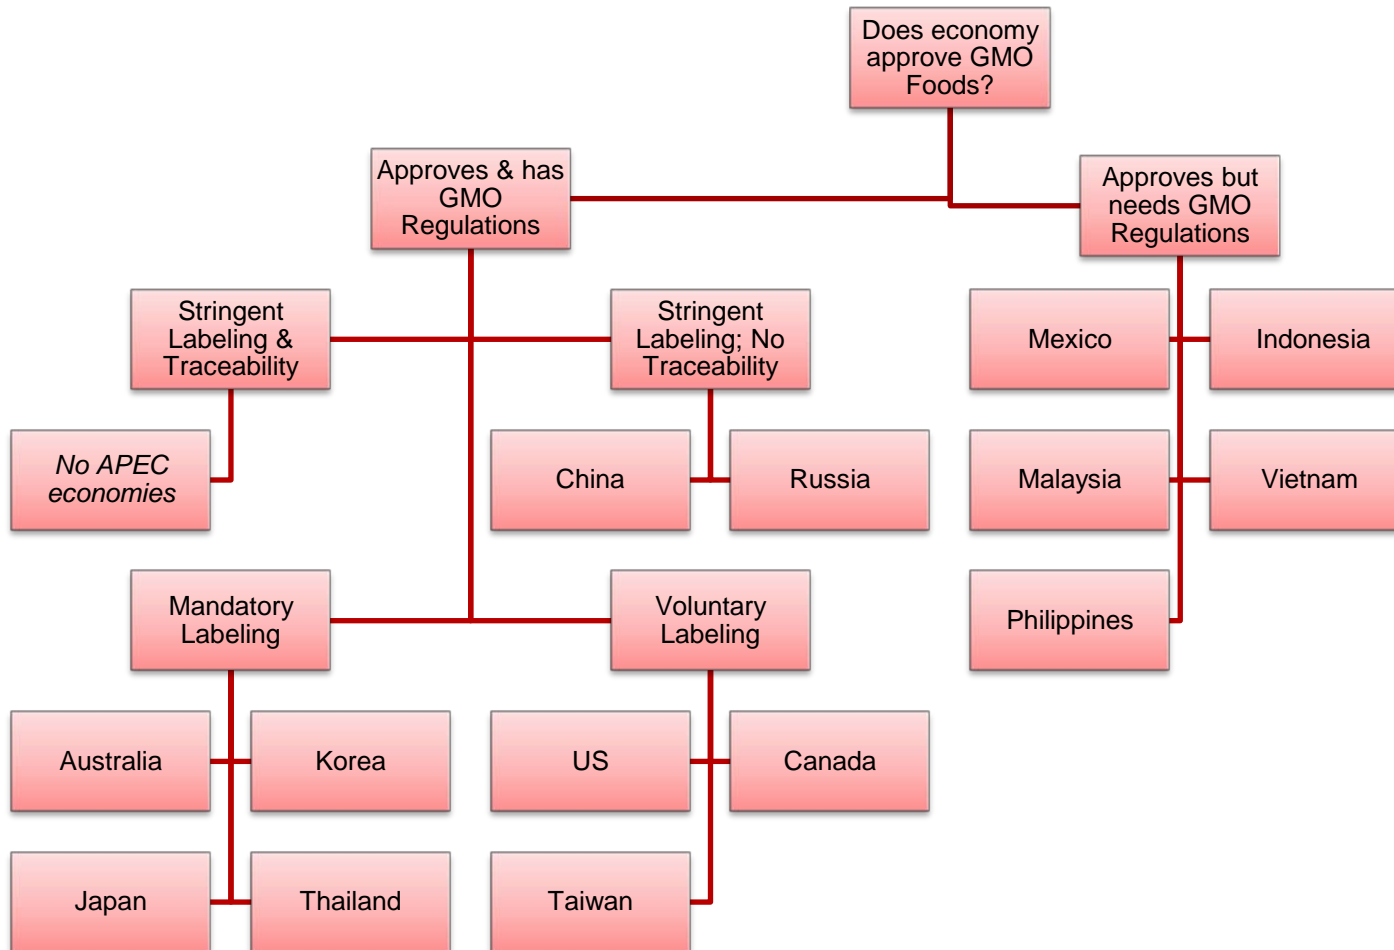 Does economy
approve GMO
Foods?
Approves & has
GMO
Regulations
Approves but
needs GMO
Regulations
Stringent
Labeling &
Traceability
Stringent
Labeling; No
Traceability
Mexico
Indonesia
No APEC
economies
China
Russia
Malaysia
Vietnam
Mandatory
Labeling
Voluntary
Labeling
Philippines
Australia
Korea
US
Canada
Japan
Thailand
Taiwan